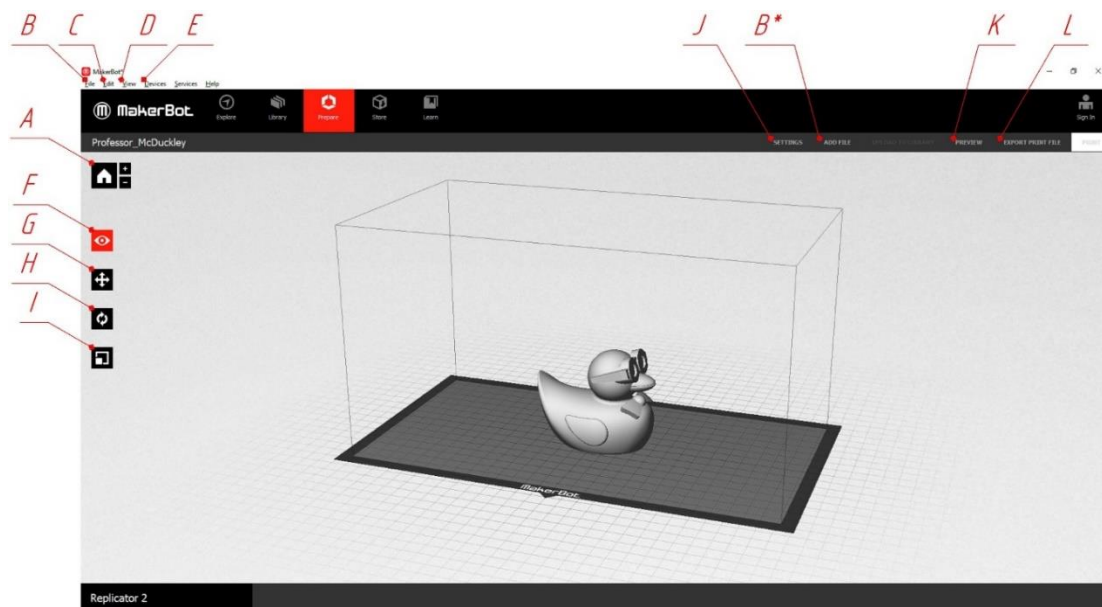 B C D E J B* K L
MakerBot
File Edit View Devices Services Help
A
MakerBot
Explore Library Prepare Store Learn Sign In
Professor_McDuckley SETTINGS ADD FILE PREVIEW EXPORT PRINT FILE PRINT
F
G
H
I
MakerBot
Replicator 2